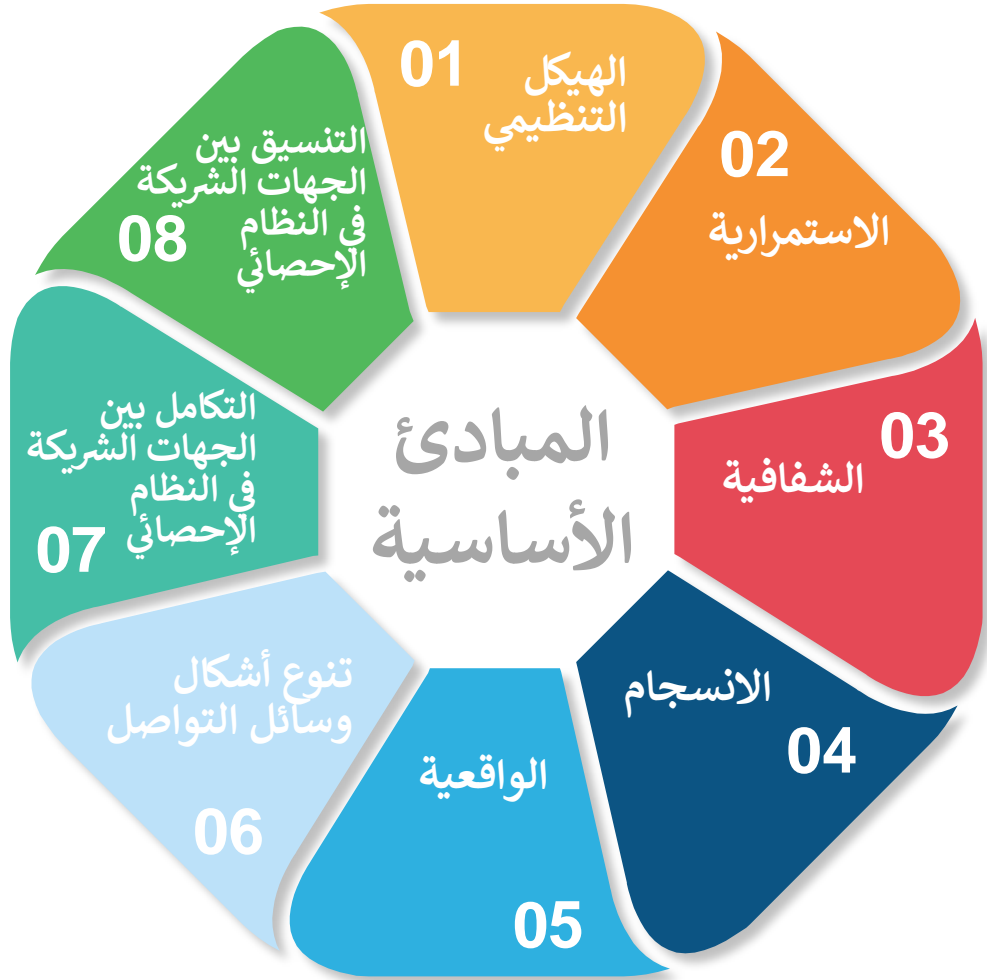 المبادئ
الأساسية
01
الهيكل
التنظيمي
02
الاستمرارية
03
الشفافية
04
الانسجام
05
الواقعية
06
تنوع أشكال
وسائل التواصل
07
التكامل بين
الجهات الشريكة
في النظام
الإحصائي
08
التنسيق بين
الجهات الشريكة
في النظام
الإحصائي